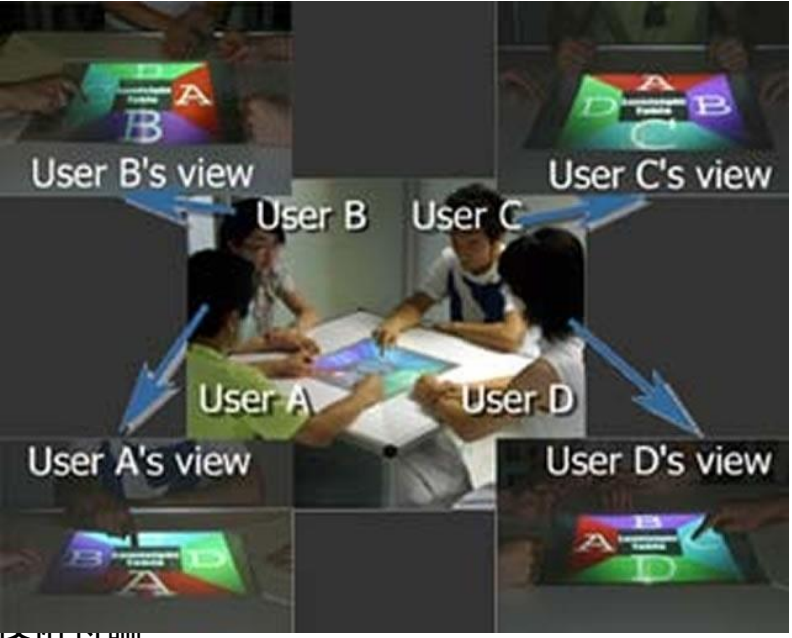 D
A
B
User B's view
A
D
B
C
User C's view
User B
User C
User A
User D
User A's view
B
D
A
User D's view
B
A
C
D